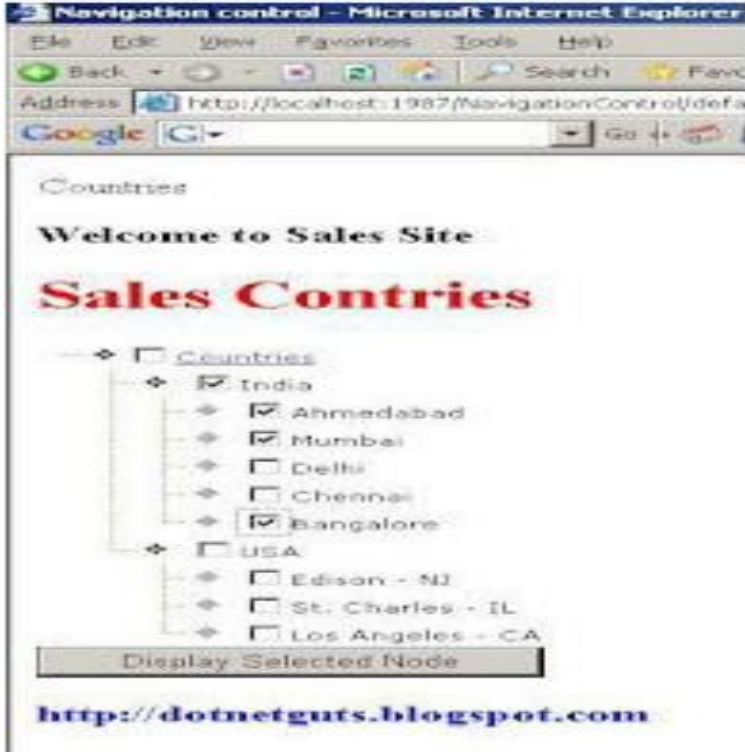 Navigation control - Microsoft Internet Explorer
File Edit View Favorites Tools Help
Back Search Favo
Address http://localhost:1987/NavigationControl/defa
Google G Go
Countries
Welcome to Sales Site
Sales Contries
Countries
India
Ahmedabad
Mumbai
Delhi
Chennai
Bangalore
USA
Edison - NJ
St. Charles - IL
Los Angeles - CA
Display Selected Node
http://dotnetguts.blogspot.com